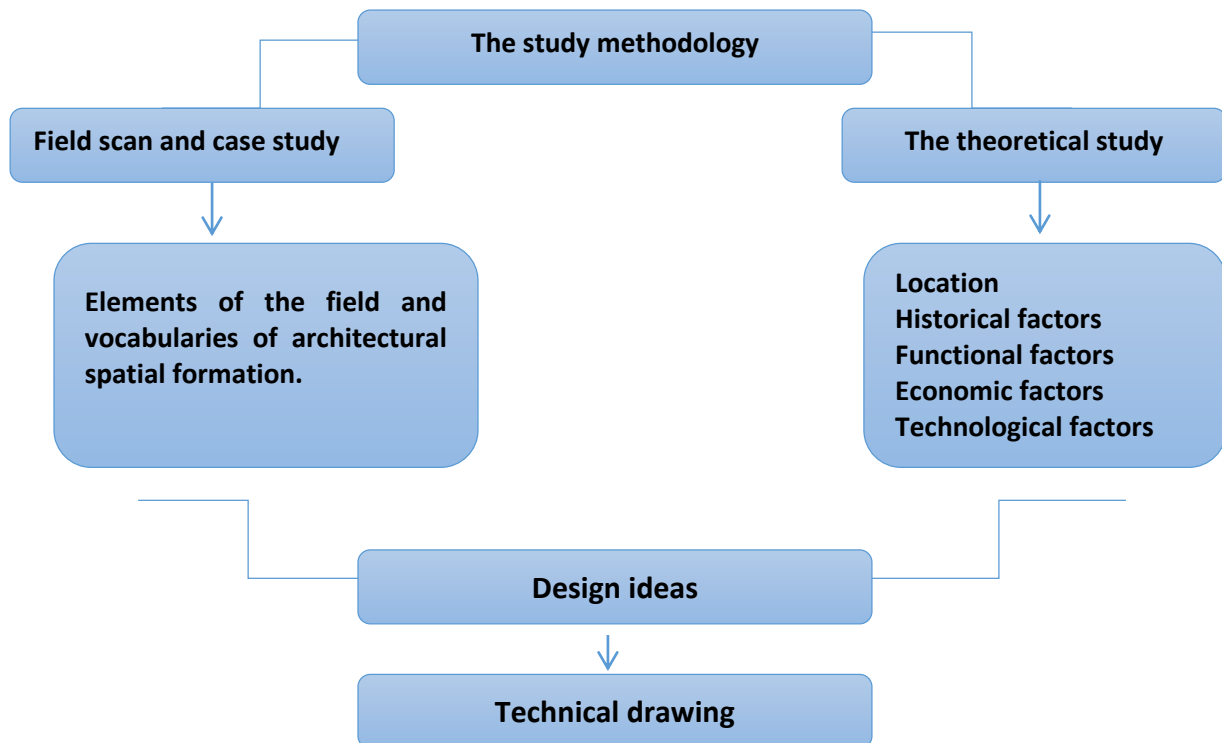 The study methodology
Field scan and case study
The theoretical study
Elements of the field and
vocabularies of architectural
spatial formation.
Location
Historical factors
Functional factors
Economic factors
Technological factors
Design ideas
Technical drawing